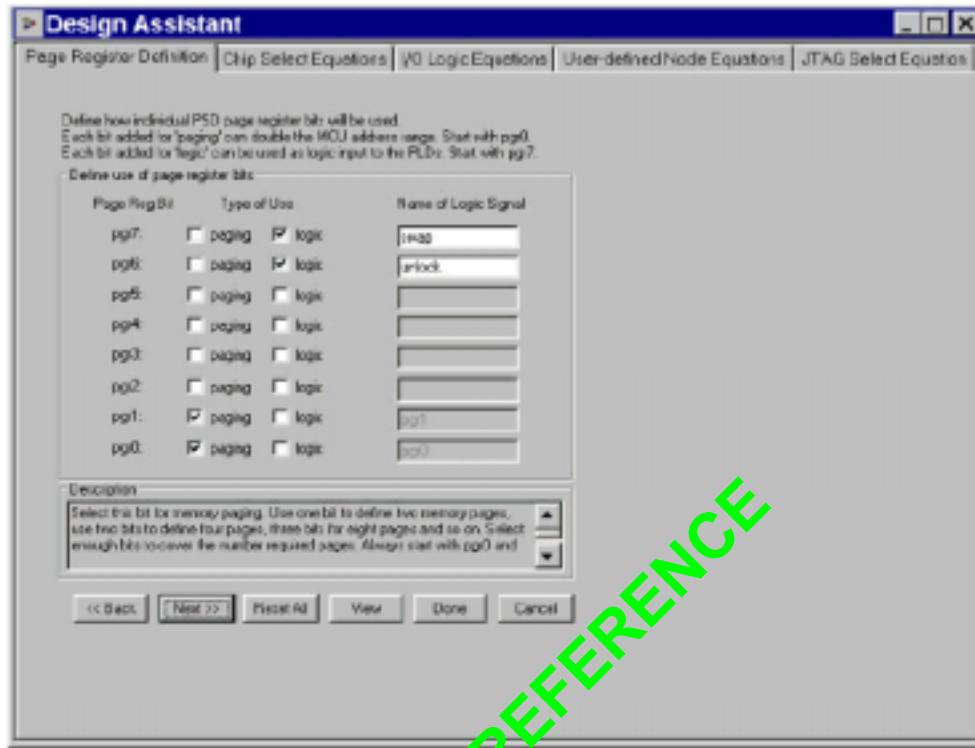 Design Assistant
Page Register Definition Chip Select Equations I/O Logic Equations User-defined Node Equations JTAG Select Equation
Define how individual PSD page register bits will be used.
Each bit added for 'paging' can double the MCU address range. Start with pgr0.
Each bit added for 'logic' can be used as logic input to the PLDs. Start with pgr7.
Define use of page register bits
Page Reg Bit Type of Use Name of Logic Signal
pgr7: paging logic swap
pgr6: paging logic unlock
pgr5: paging logic
pgr4: paging logic
pgr3: paging logic
pgr2: paging logic
pgr1: paging logic pgr1
pgr0: paging logic pgr0
Description
Select this bit for memory paging. Use one bit to define two memory pages,
use two bits to define four pages, three bits for eight pages and so on. Select
enough bits to cover the number required pages. Always start with pgr0 and
<< Back Next >> Reset All View Done Cancel
REFERENCE